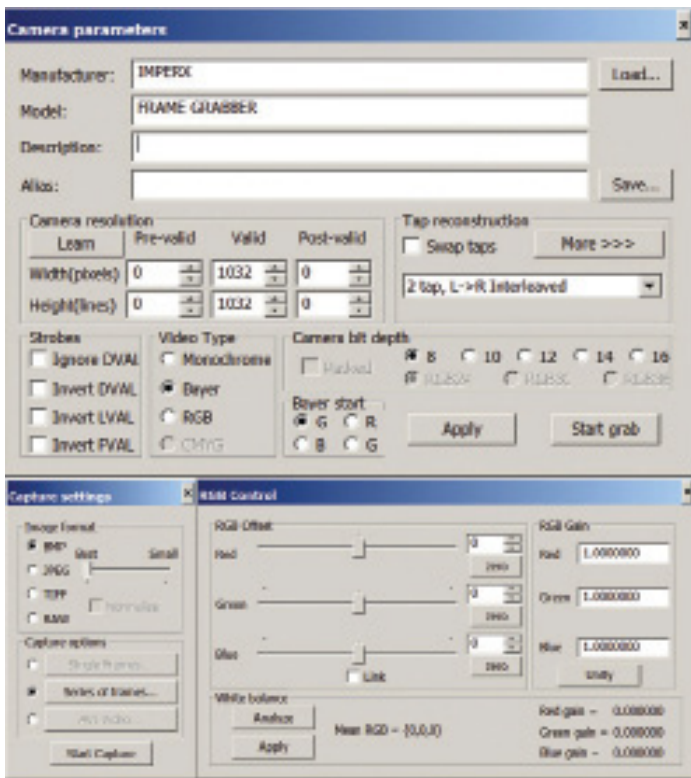 Camera parameters
Manufacturer: IMPERX Load...
Model: FRAME GRABBER
Description:
Alias: Save...
Camera resolution
Learn Pre-valid Valid Post-valid
Width(pixels) 0 1032 0
Height(lines) 0 1032 0
Tap reconstruction
Swap taps More >>>
2 tap, L->R Interleaved
Strobes
Ignore DVAL
Invert DVAL
Invert LVAL
Invert FVAL
Video Type
Monochrome
Bayer
RGB
CMYG
Camera bit depth
Packed 8 10 12 14 16
RGB24 RGB30 RGB36
Bayer start
G R
B G
Apply Start grab
Capture settings
Image format
BMP Best Small
JPEG
TIFF
RAW Normalize
Capture options
Single frames...
Series of frames...
AVI video...
Start Capture
RGB Control
RGB Offset
Red 0
Zero
Green 0
Zero
Blue 0
Link Zero
RGB Gain
Red 1.0000000
Green 1.0000000
Blue 1.0000000
Unity
White balance
Analyze
Apply
Mean RGB = {0,0,0}
Red gain = 0.000000
Green gain = 0.000000
Blue gain = 0.000000